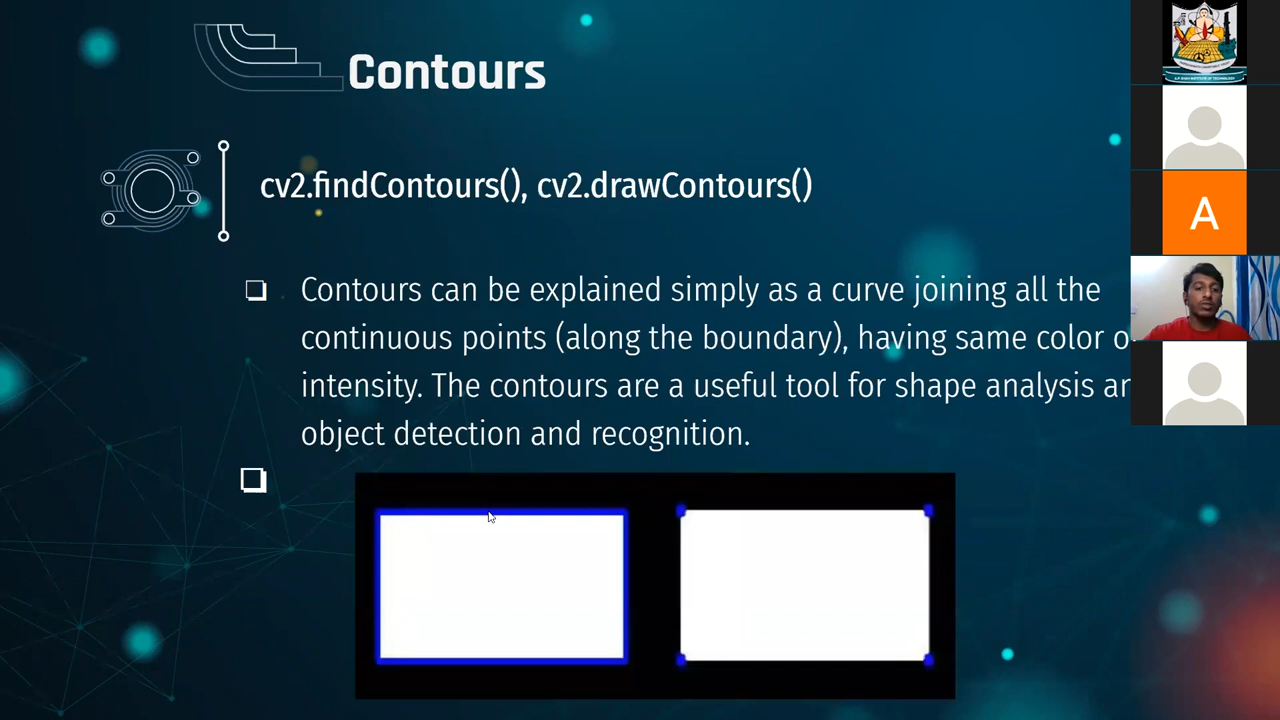 Contours
cv2.findContours(), cv2.drawContours()
Contours can be explained simply as a curve joining all the
continuous points (along the boundary), having same color
intensity. The contours are a useful tool for shape analysis
object detection and recognition.
A